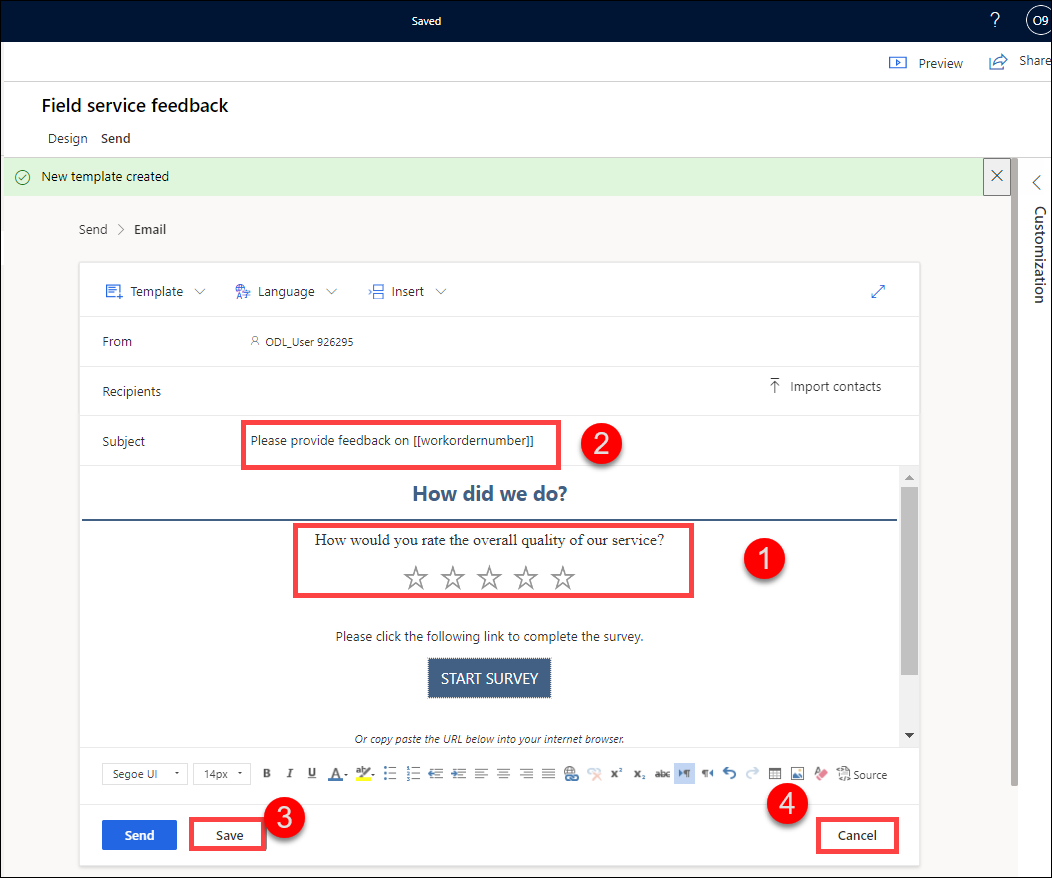 Saved
?
O9
Preview
Share
Field service feedback
Design Send
New template created
Customization
Send > Email
Template Language Insert
From ODL_User 926295
Recipients Import contacts
Subject Please provide feedback on [[workordernumber]] 2
How did we do?
How would you rate the overall quality of our service? 1
Please click the following link to complete the survey.
START SURVEY
Or copy paste the URL below into your internet browser.
Segoe UI 14px B I U A ab x² x₂ abc Source
3 4
Send Save Cancel